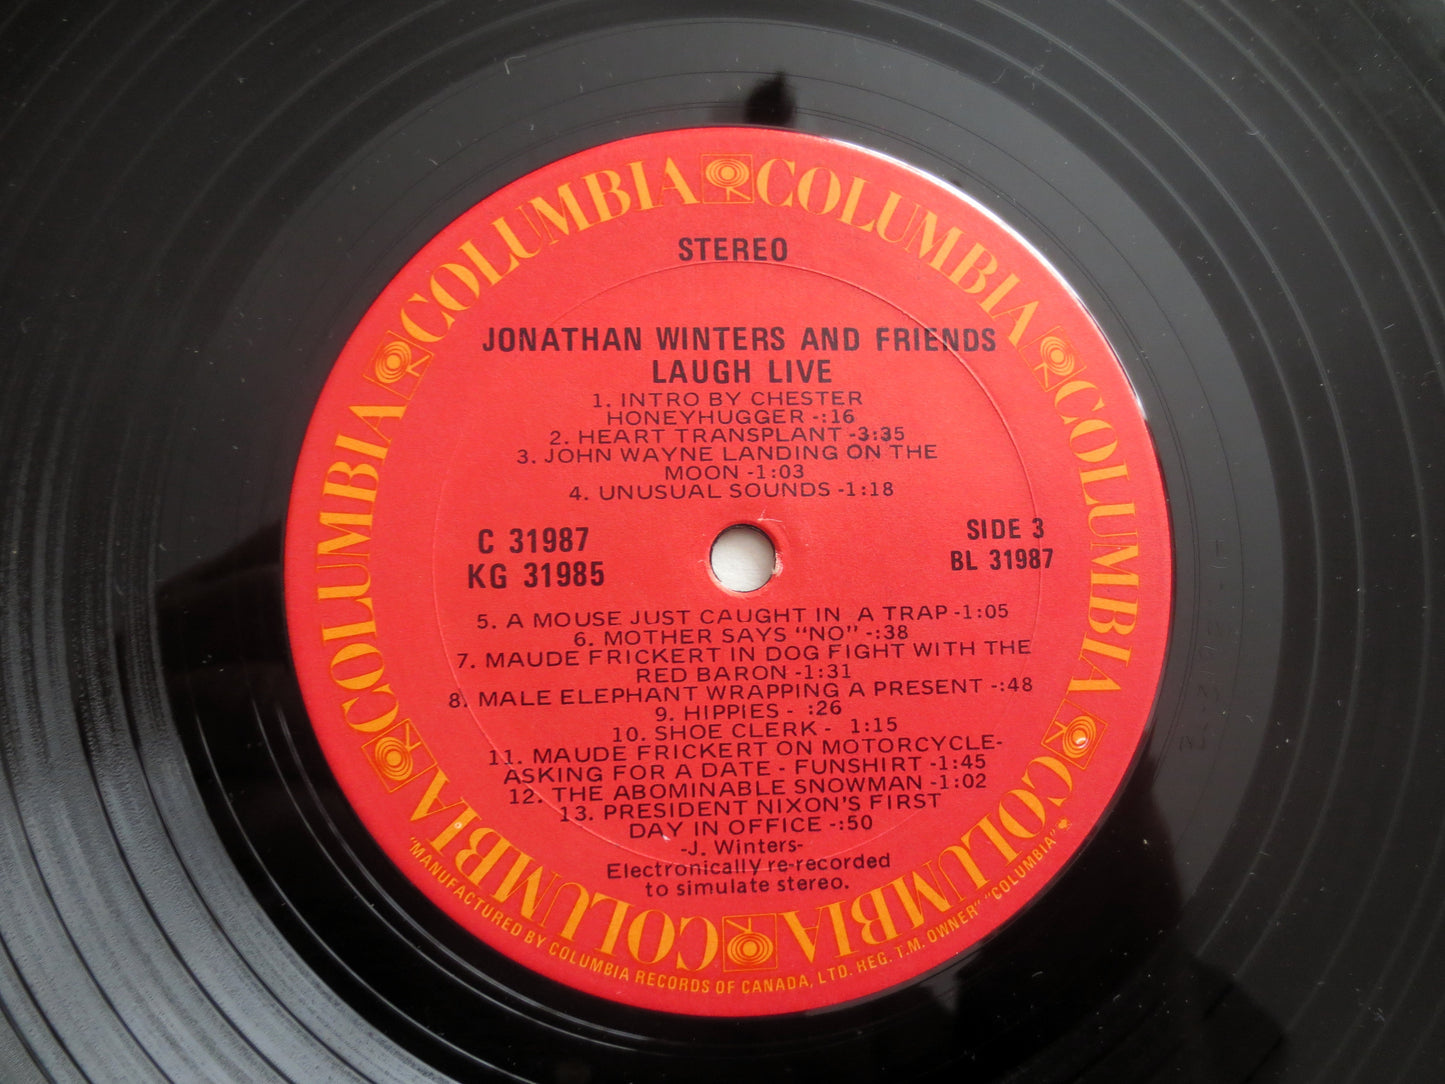 COLUMBIA COLUMBIA COLUMBIA COLUMBIA COLUMBIA COLUMBIA
STEREO
JONATHAN WINTERS AND FRIENDS
LAUGH LIVE
1. INTRO BY CHESTER
HONEYHUGGER -:16
2. HEART TRANSPLANT -3:35
3. JOHN WAYNE LANDING ON THE
MOON -1:03
4. UNUSUAL SOUNDS -1:18
C 31987
KG 31985
SIDE 3
BL 31987
5. A MOUSE JUST CAUGHT IN A TRAP -1:05
6. MOTHER SAYS "NO" -:38
7. MAUDE FRICKERT IN DOG FIGHT WITH THE
RED BARON -1:31
8. MALE ELEPHANT WRAPPING A PRESENT -:48
9. HIPPIES - :26
10. SHOE CLERK - 1:15
11. MAUDE FRICKERT ON MOTORCYCLE-
ASKING FOR A DATE - FUNSHIRT -1:45
12. THE ABOMINABLE SNOWMAN -1:02
13. PRESIDENT NIXON'S FIRST
DAY IN OFFICE -:50
-J. Winters-
Electronically re-recorded
to simulate stereo.
"MANUFACTURED BY COLUMBIA RECORDS OF CANADA, LTD. REG. T.M. OWNER" "COLUMBIA"